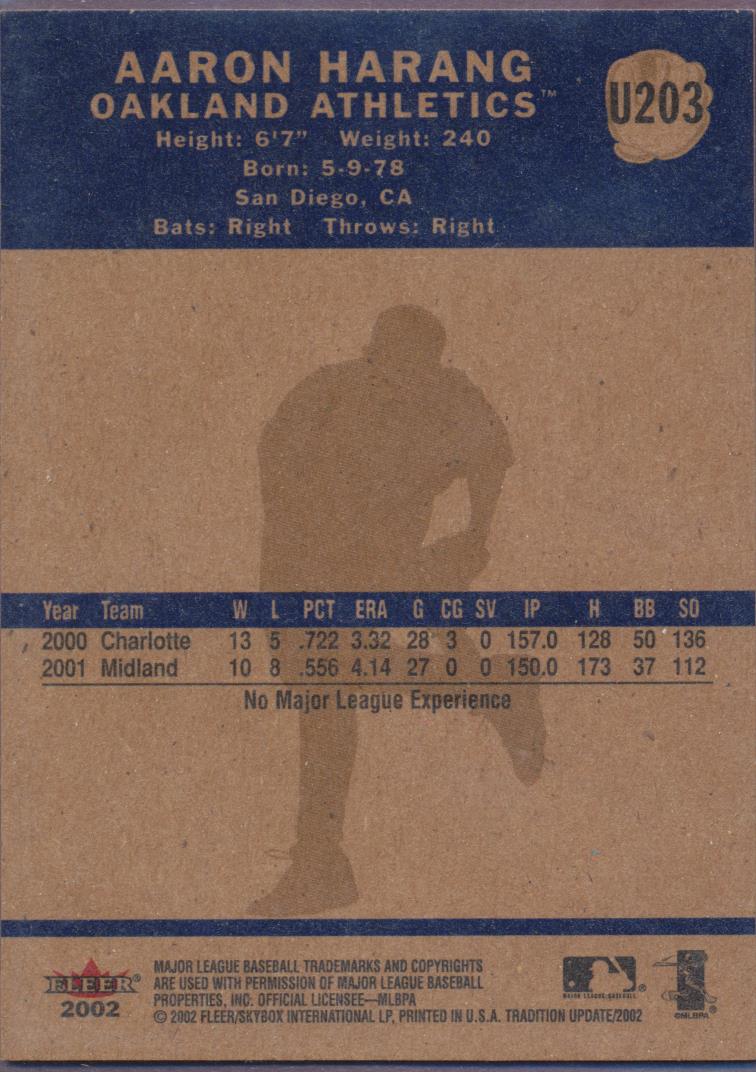 AARON HARANG
OAKLAND ATHLETICS™
U203
Height: 6'7" Weight: 240
Born: 5-9-78
San Diego, CA
Bats: Right Throws: Right
Year Team W L PCT ERA G CG SV IP H BB SO
2000 Charlotte 13 5 .722 3.32 28 3 0 157.0 128 50 136
2001 Midland 10 8 .556 4.14 27 0 0 150.0 173 37 112
No Major League Experience
FLEER®
2002
MAJOR LEAGUE BASEBALL TRADEMARKS AND COPYRIGHTS
ARE USED WITH PERMISSION OF MAJOR LEAGUE BASEBALL
PROPERTIES, INC. OFFICIAL LICENSEE—MLBPA
© 2002 FLEER/SKYBOX INTERNATIONAL LP, PRINTED IN U.S.A. TRADITION UPDATE/2002
MAJOR LEAGUE BASEBALL®
©MLBPA